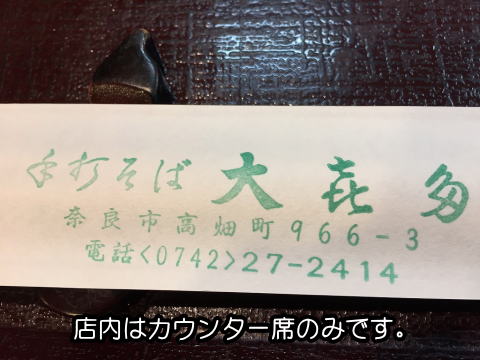 手打そば 大㐂多
奈良市高畑町966-3
電話<0742>27-2414
店内はカウンター席のみです。